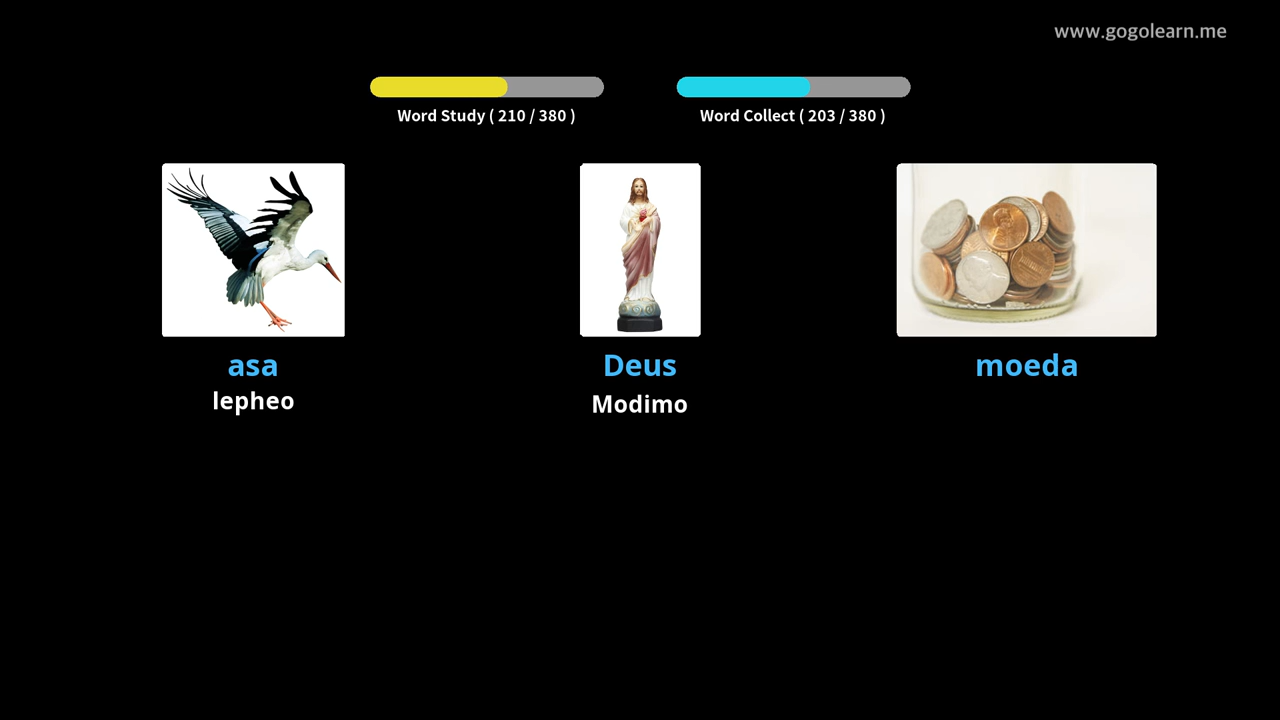 www.gogolearn.me
Word Study ( 210 / 380 )
Word Collect ( 203 / 380 )
asa
lepheo
Deus
Modimo
moeda